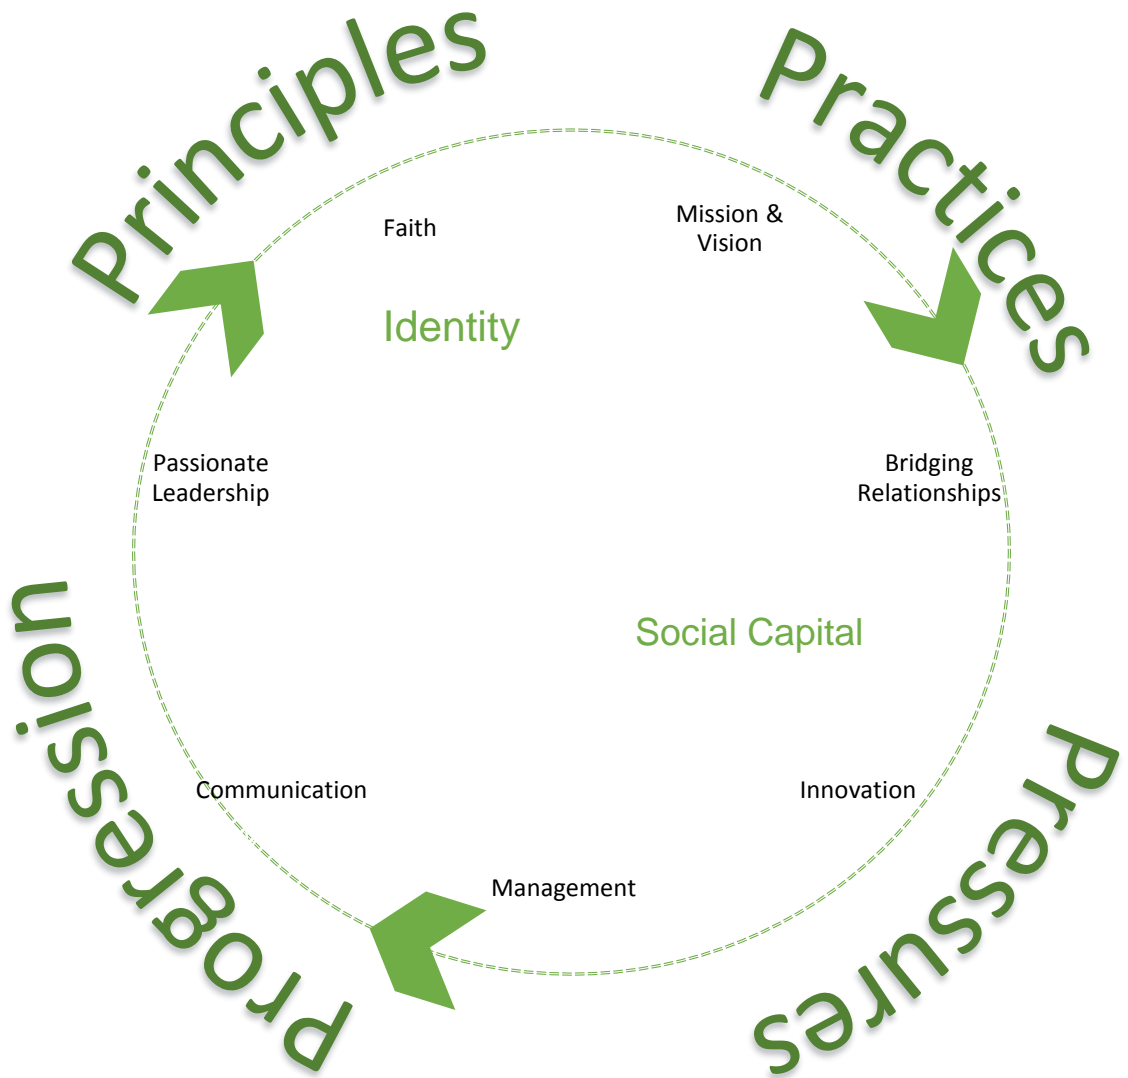 Principles
Practices
Faith
Mission &
Vision
Identity
Passionate
Leadership
Bridging
Relationships
Social Capital
Communication
Innovation
Management
Progression
Pressures